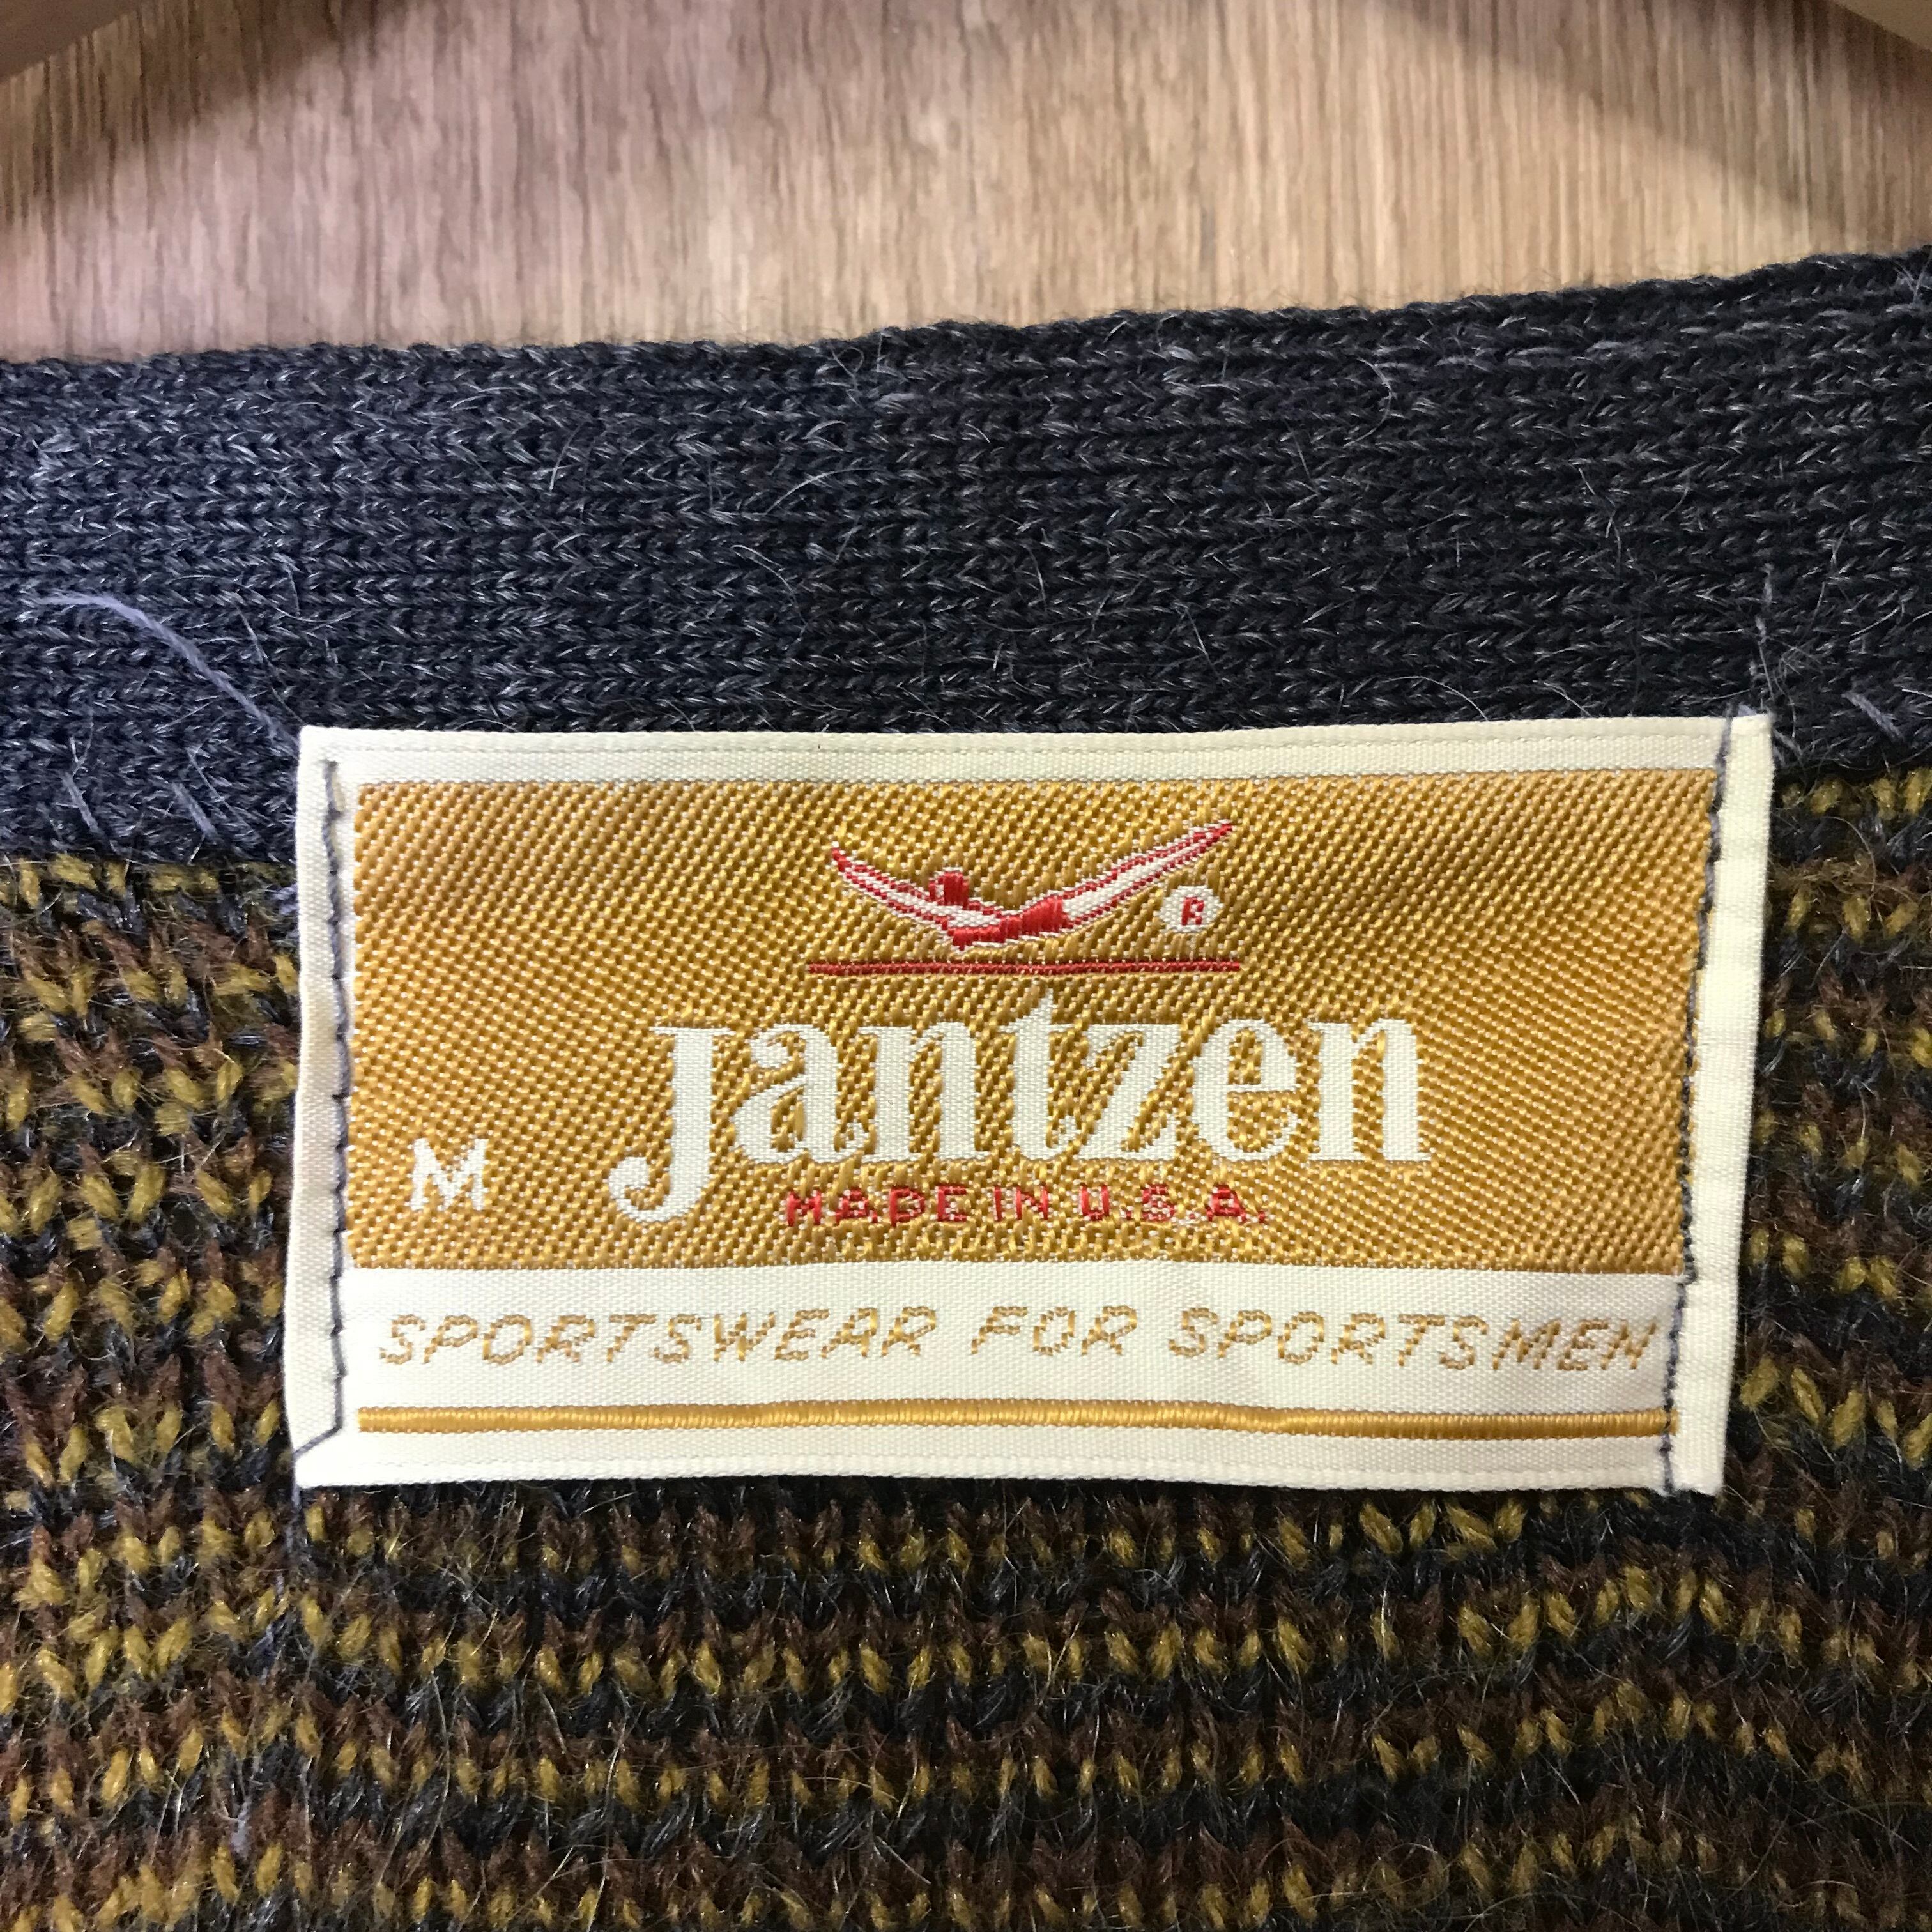 ®
Jantzen
M
MADE IN U.S.A.
SPORTSWEAR FOR SPORTSMEN